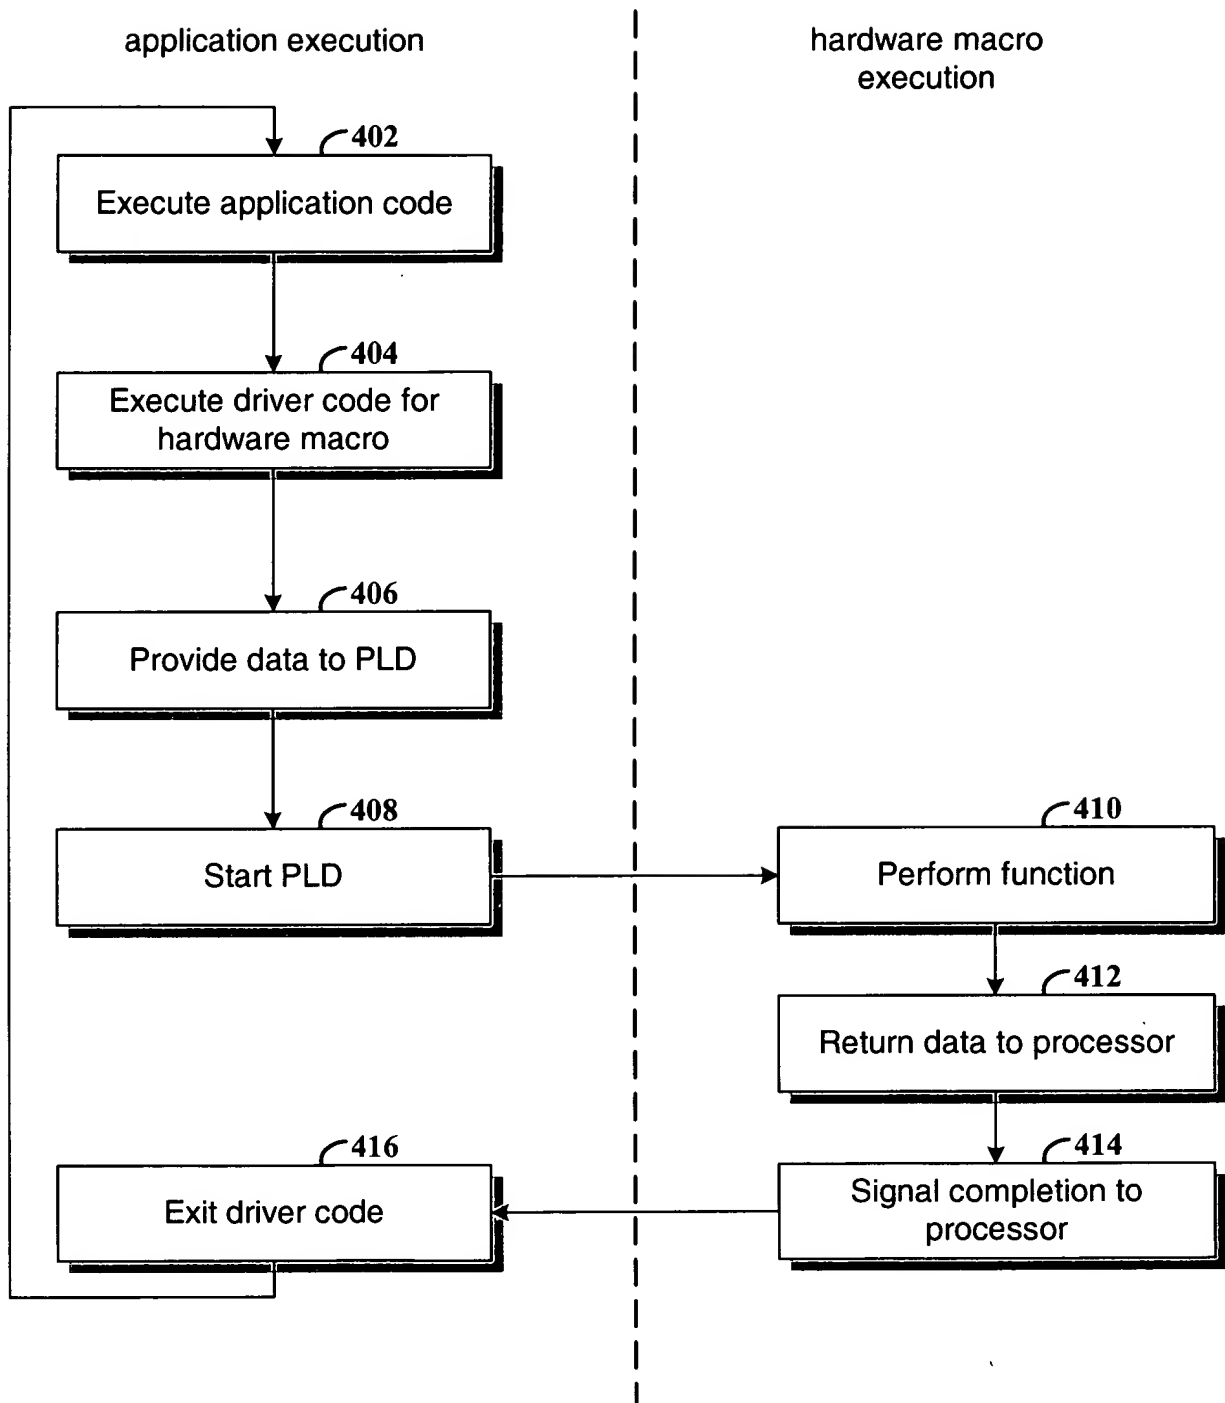 application execution
hardware macro
execution
402
Execute application code
404
Execute driver code for
hardware macro
406
Provide data to PLD
408
Start PLD
410
Perform function
412
Return data to processor
414
Signal completion to
processor
416
Exit driver code